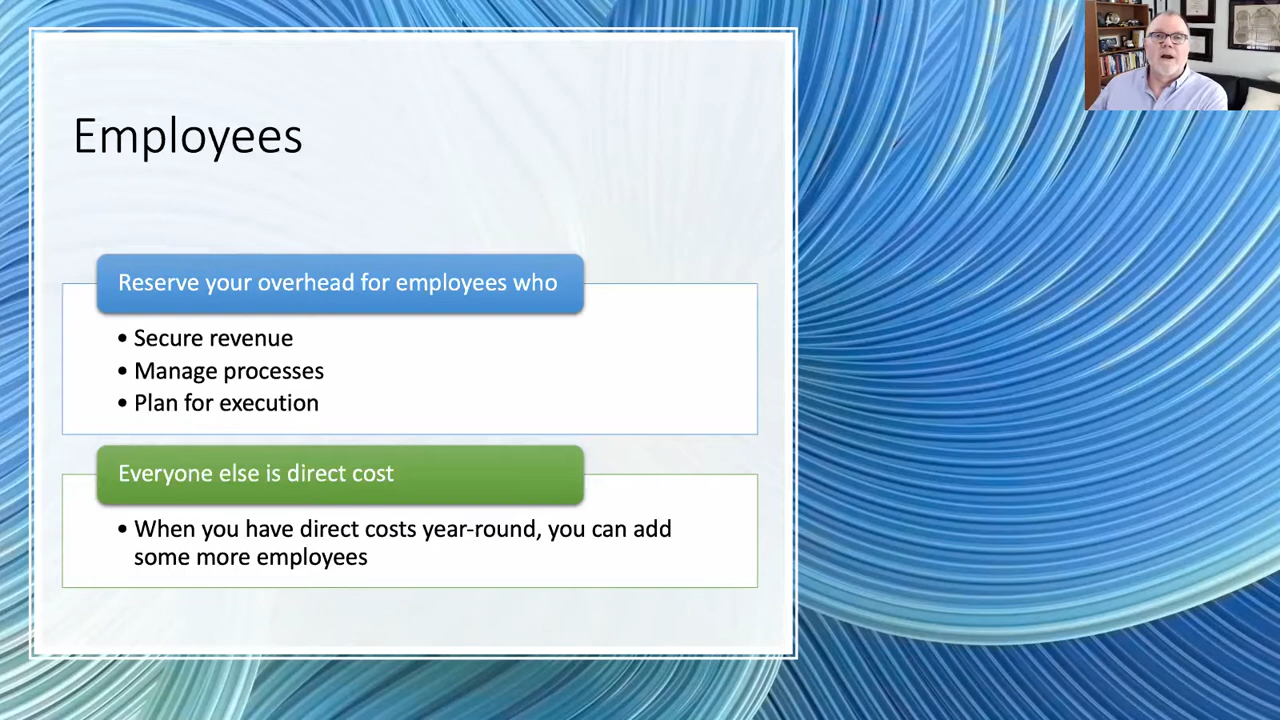 Employees
Reserve your overhead for employees who
• Secure revenue
• Manage processes
• Plan for execution
Everyone else is direct cost
• When you have direct costs year-round, you can add
some more employees